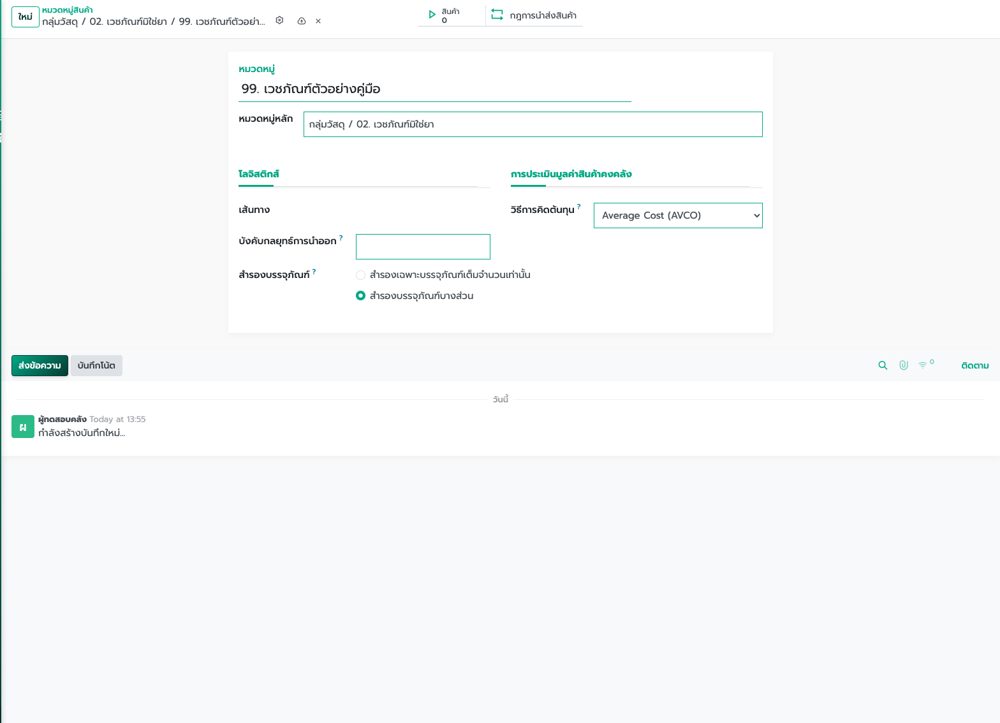 ใหม่
หมวดหมู่สินค้า
กลุ่มวัสดุ / 02. เวชภัณฑ์มิใช่ยา / 99. เวชภัณฑ์ตัวอย่า...
สินค้า
0
กฎการนำส่งสินค้า
หมวดหมู่
99. เวชภัณฑ์ตัวอย่างคู่มือ
หมวดหมู่หลัก
กลุ่มวัสดุ / 02. เวชภัณฑ์มิใช่ยา
โลจิสติกส์
การประเมินมูลค่าสินค้าคงคลัง
เส้นทาง
วิธีการคิดต้นทุน ?
Average Cost (AVCO)
บังคับกลยุทธ์การนำออก ?
สำรองบรรจุภัณฑ์ ?
สำรองเฉพาะบรรจุภัณฑ์เต็มจำนวนเท่านั้น
สำรองบรรจุภัณฑ์บางส่วน
ส่งข้อความ
บันทึกโน้ต
0
ติดตาม
วันนี้
ผ
ผู้ทดสอบคลัง Today at 13:55
กำลังสร้างบันทึกใหม่...